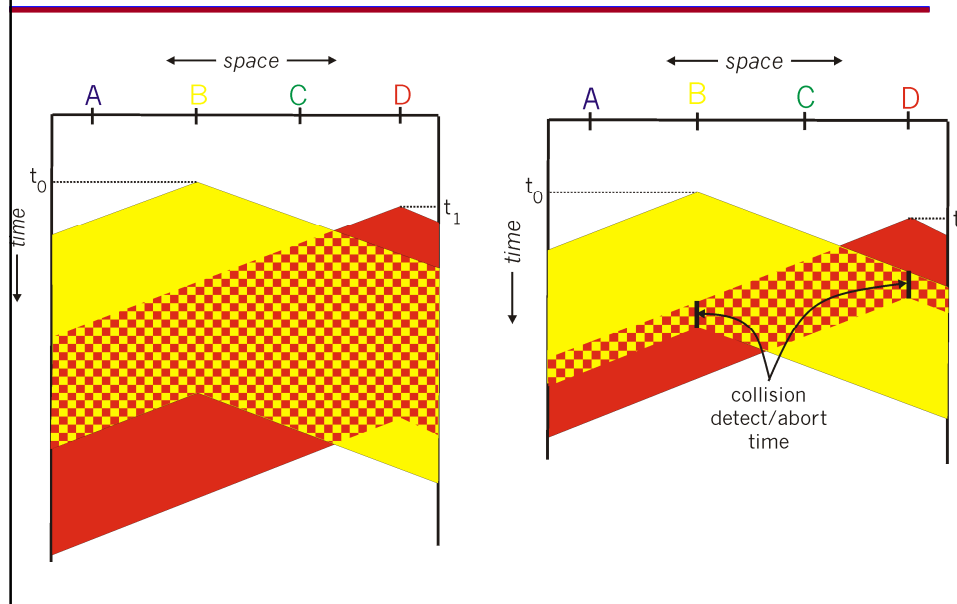 space
A B C D
t0
t1
time
space
A B C D
t0
t
time
collision
detect/abort
time